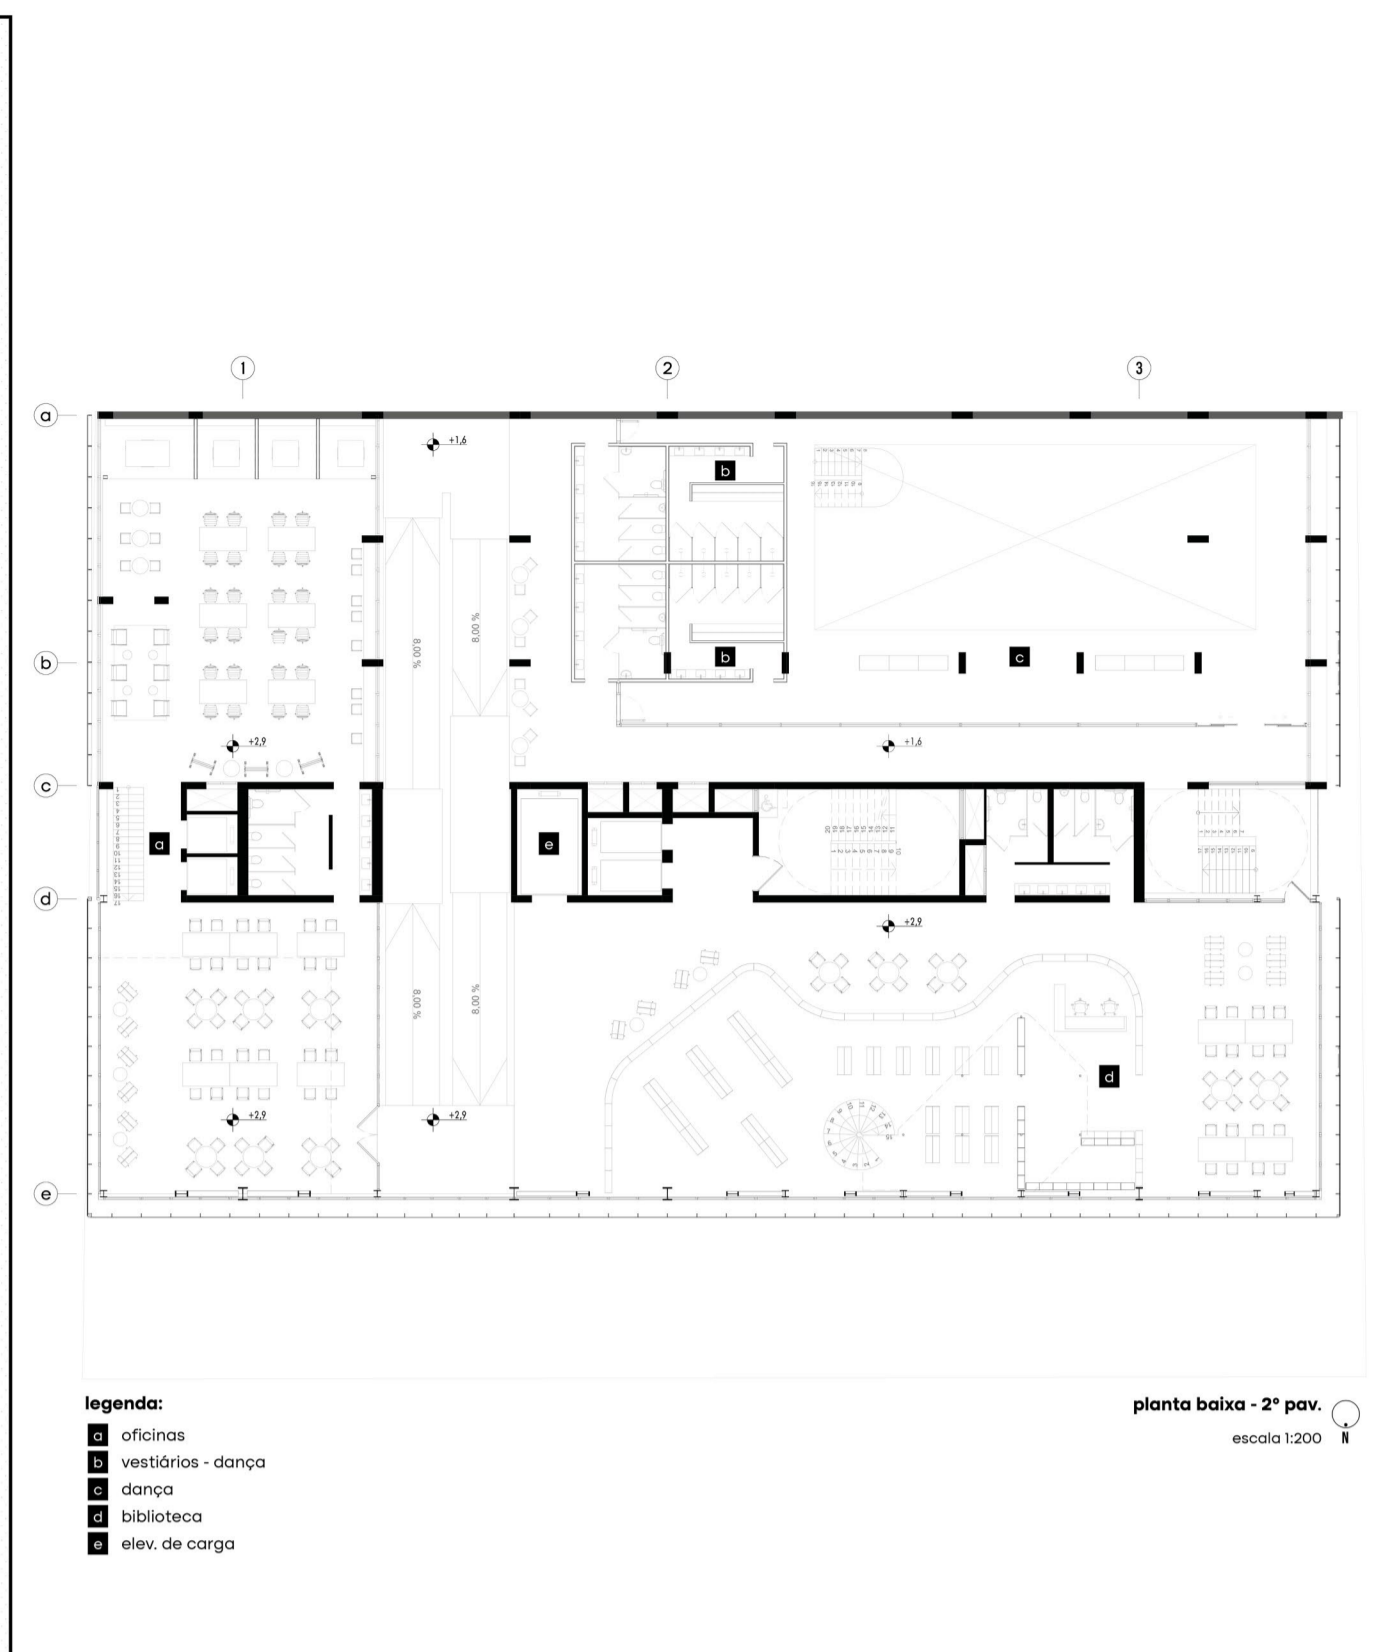 1
2
3
a
+1,6
b
8,00 %
8,00 %
b
b
c
+2,9
+1,6
c
a
e
d
+2,9
8,00 %
8,00 %
d
+2,9
+2,9
e
legenda:
a oficinas
b vestiários - dança
c dança
d biblioteca
e elev. de carga
planta baixa - 2º pav.
escala 1:200
N